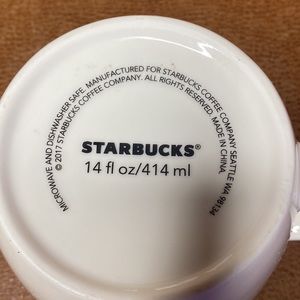 MICROWAVE AND DISHWASHER SAFE. MANUFACTURED FOR STARBUCKS COFFEE COMPANY SEATTLE WA 98134
© 2017 STARBUCKS COFFEE COMPANY. ALL RIGHTS RESERVED. MADE IN CHINA.
STARBUCKS®
14 fl oz/414 ml